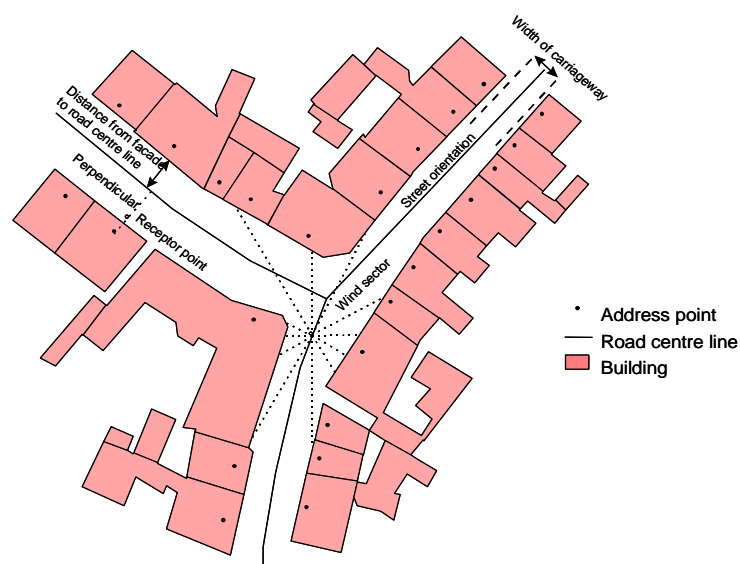 Width of carriageway
Distance from facade
to road centre line
Street orientation
Perpendicular
Receptor point
Wind sector
Address point
Road centre line
Building